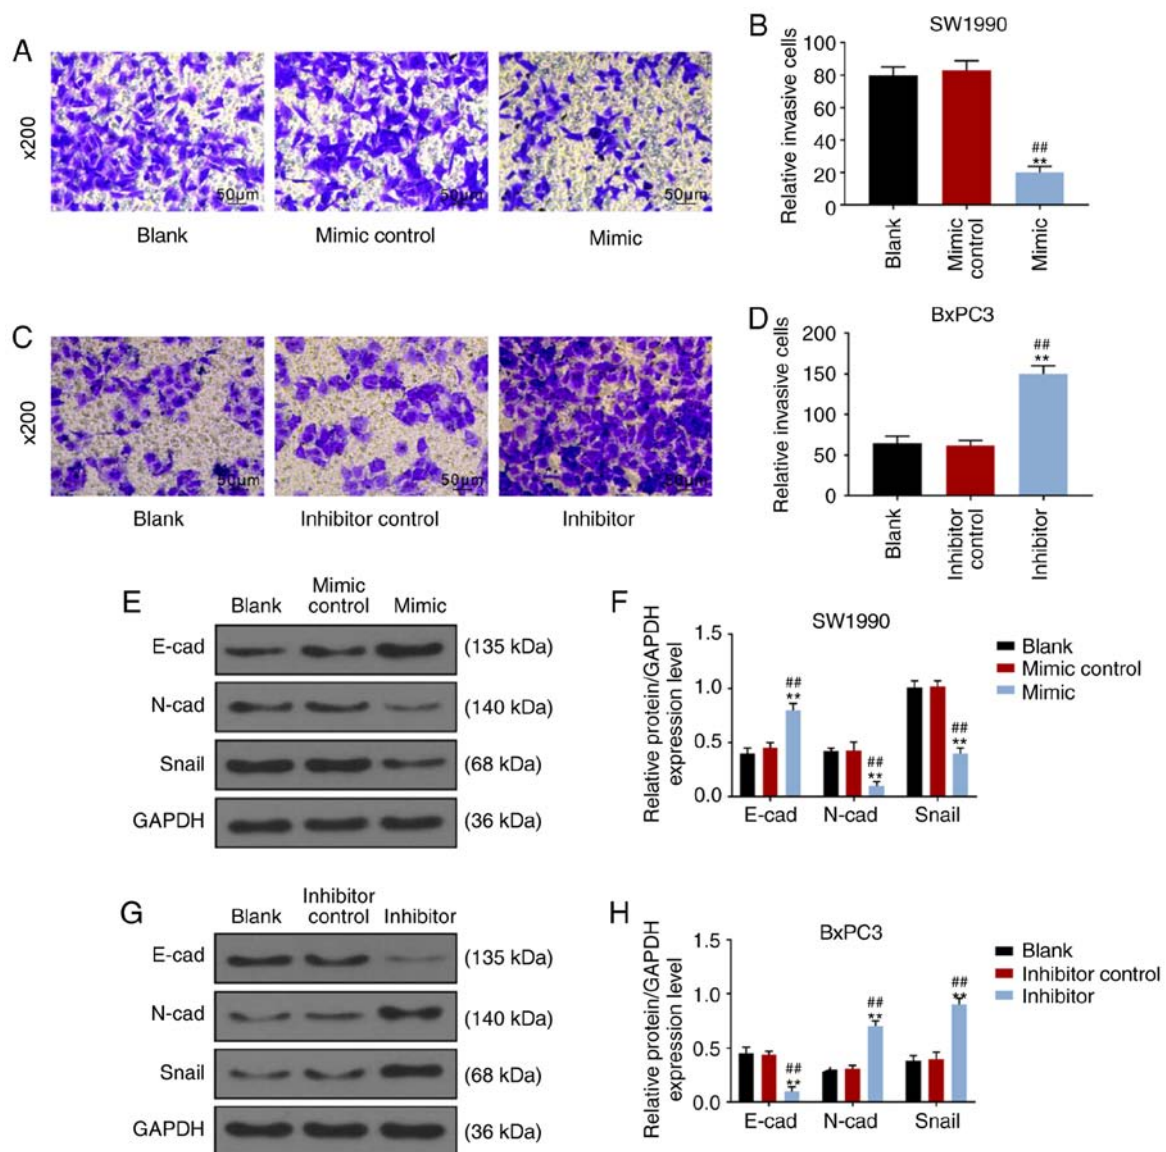 A
x200
50μm
50μm
50μm
Blank
Mimic control
Mimic
B
SW1990
Relative invasive cells
100
80
60
40
20
0
##
**
Blank
Mimic
control
Mimic
C
x200
50μm
50μm
50μm
Blank
Inhibitor control
Inhibitor
D
BxPC3
Relative invasive cells
200
150
100
50
0
##
**
Blank
Inhibitor
control
Inhibitor
E
Blank
Mimic
control
Mimic
E-cad
(135 kDa)
N-cad
(140 kDa)
Snail
(68 kDa)
GAPDH
(36 kDa)
F
SW1990
Relative protein/GAPDH
expression level
1.5
1.0
0.5
0.0
##
**
##
**
##
**
E-cad
N-cad
Snail
Blank
Mimic control
Mimic
G
Blank
Inhibitor
control
Inhibitor
E-cad
(135 kDa)
N-cad
(140 kDa)
Snail
(68 kDa)
GAPDH
(36 kDa)
H
BxPC3
Relative protein/GAPDH
expression level
1.5
1.0
0.5
0.0
##
**
##
**
##
**
E-cad
N-cad
Snail
Blank
Inhibitor control
Inhibitor